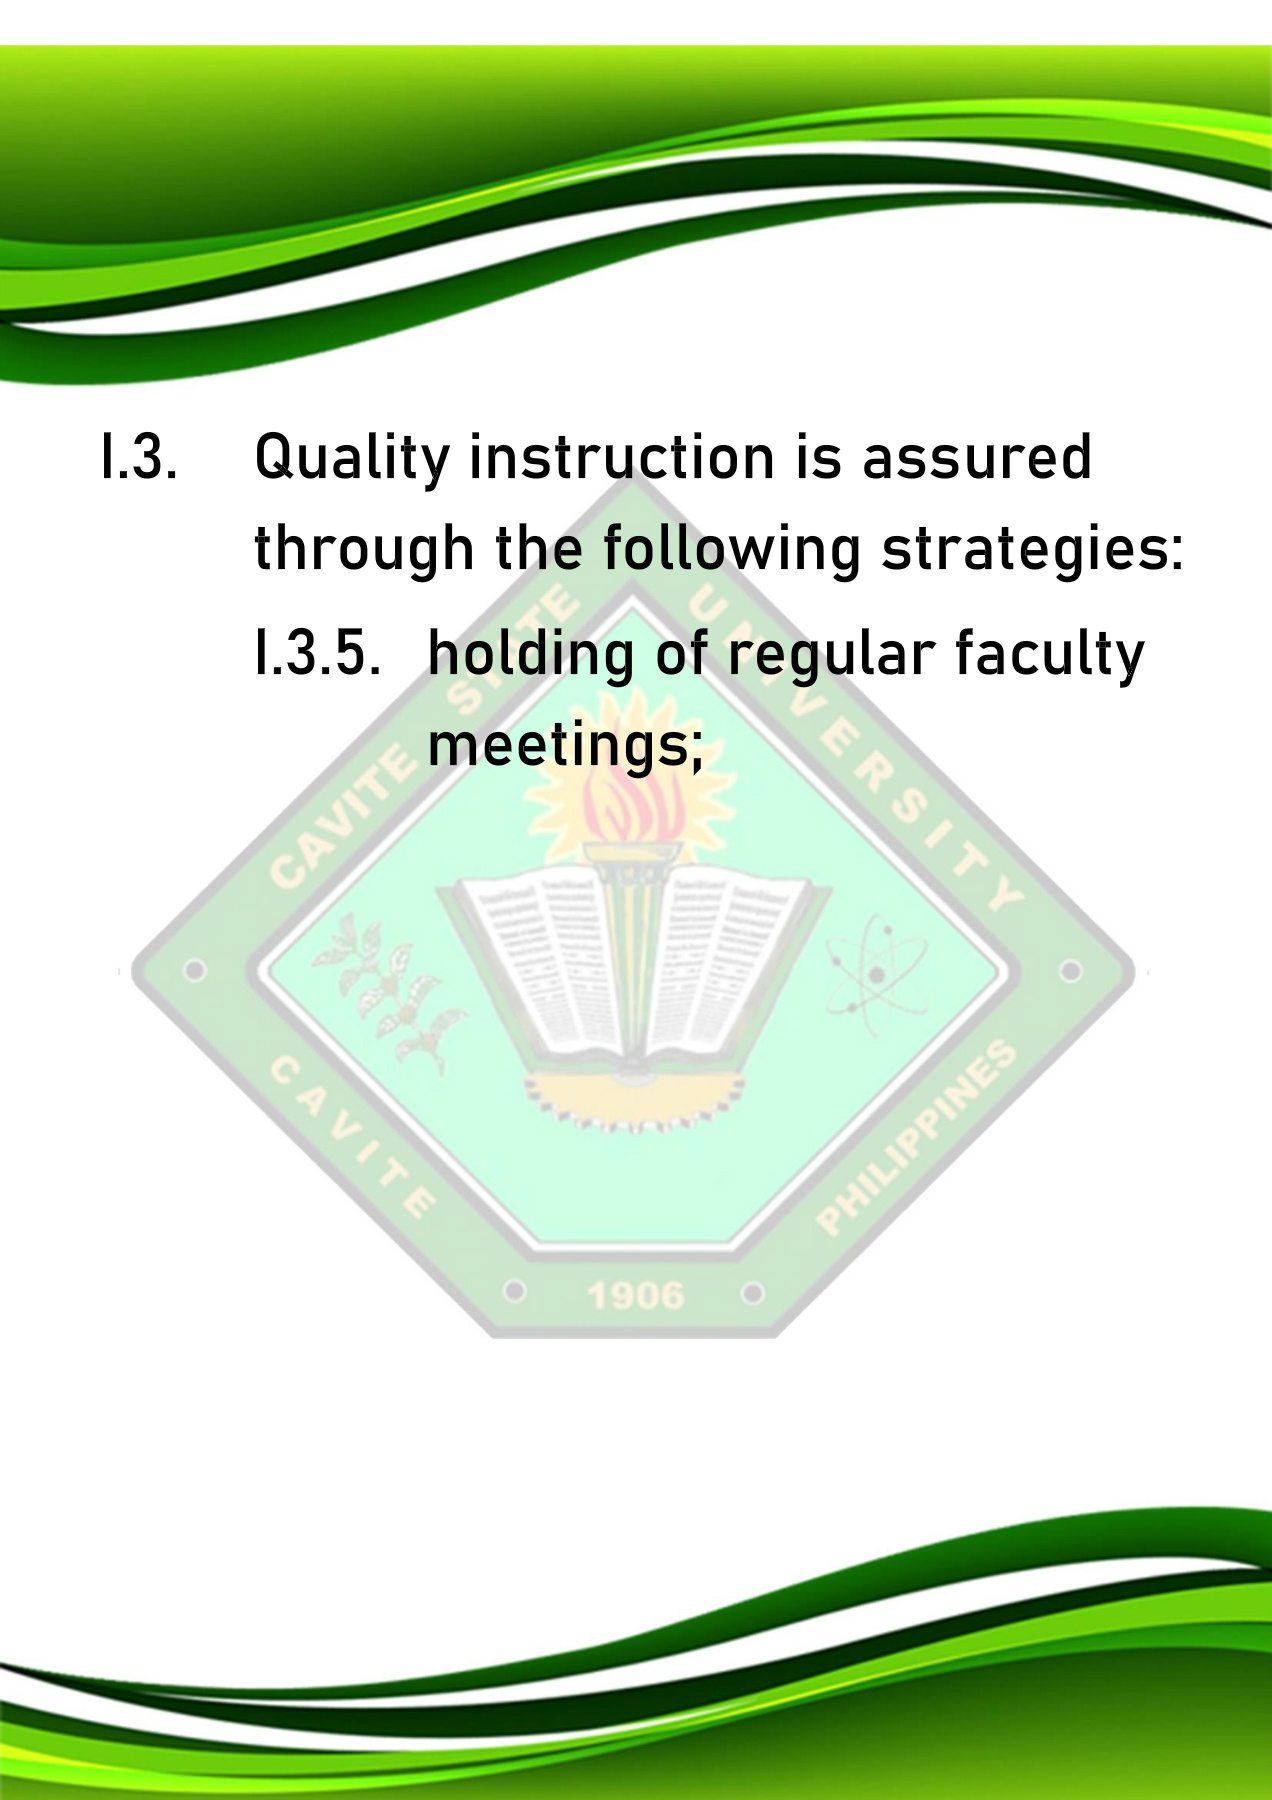 I.3. Quality instruction is assured
through the following strategies:
I.3.5. holding of regular faculty
meetings;
CAVITE STATE UNIVERSITY
CAVITE
PHILIPPINES
1906